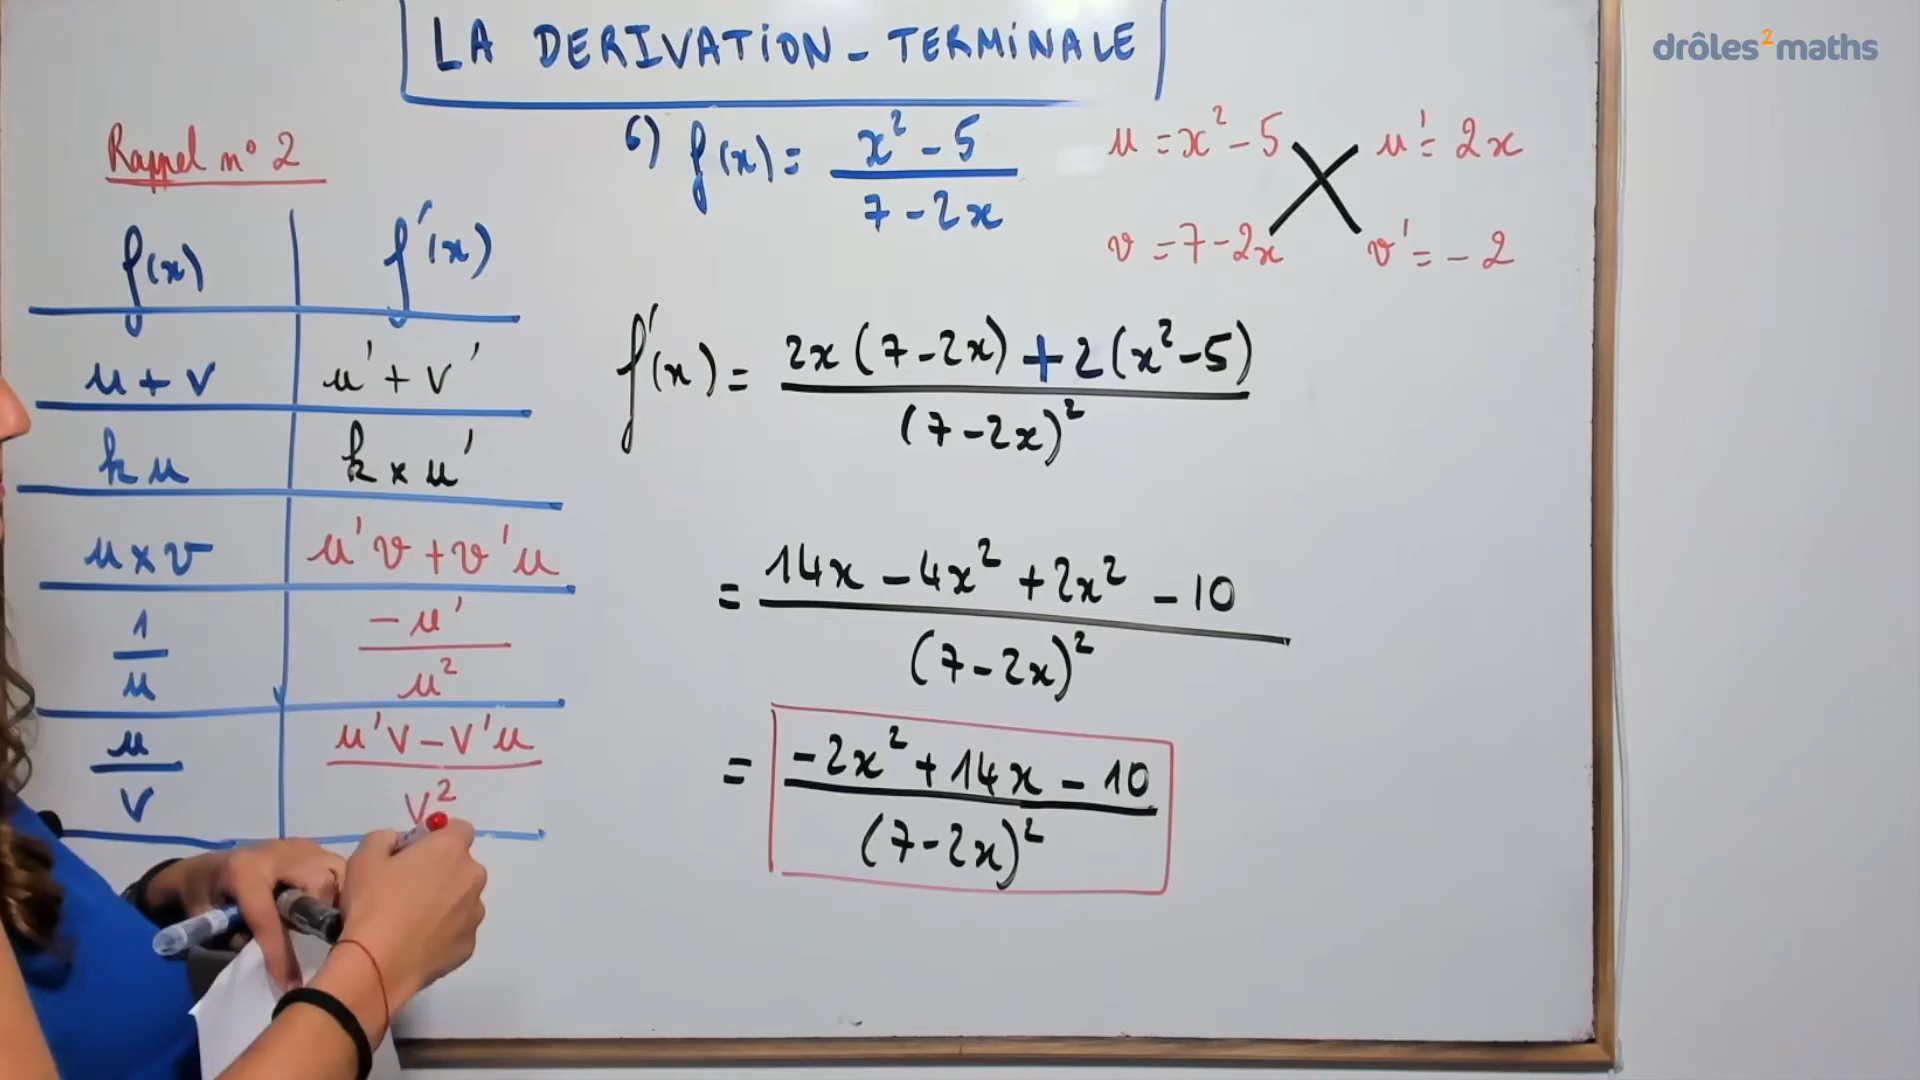 LA DERIVATION - TERMINALE
drôles²maths
Rappel n° 2
f(x) f'(x)
u + v u' + v'
k u k × u'
u × v u'v + v'u
1/u -u'/u²
u/v u'v - v'u/v²
6) f(x) = x² - 5 / 7 - 2x
u = x² - 5 u' = 2x
v = 7 - 2x v' = - 2
f'(x) = 2x (7 - 2x) + 2 (x² - 5) / (7 - 2x)²
= 14x - 4x² + 2x² - 10 / (7 - 2x)²
= -2x² + 14x - 10 / (7 - 2x)²